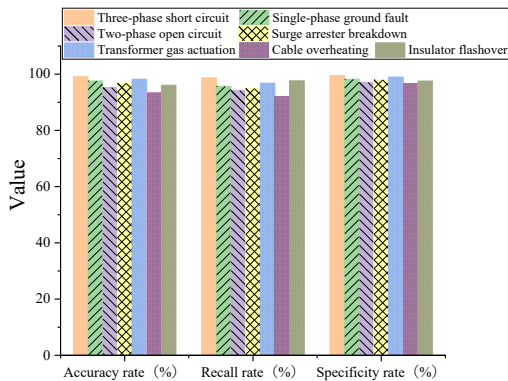 Three-phase short circuit Single-phase ground fault
Two-phase open circuit Surge arrester breakdown
Transformer gas actuation Cable overheating Insulator flashover
100
80
60
40
20
0
Value
Accuracy rate（%） Recall rate（%） Specificity rate（%）